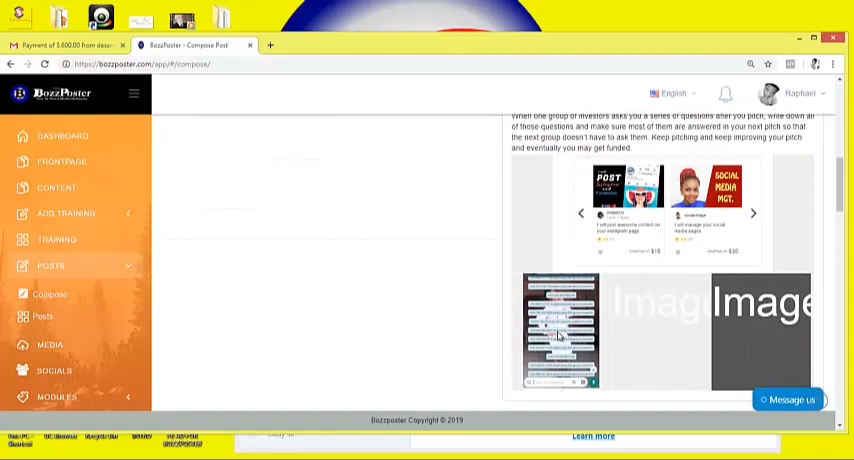 Payment of 3,600.00 from desa
BozzPoster - Compose Post
https://bozzposter.com/app/#/compose/
BOZZPOSTER
English
Raphael
DASHBOARD
FRONTPAGE
CONTENT
ADD TRAINING
TRAINING
POSTS
Compose
Posts
MEDIA
SOCIALS
MODULES
When one group of investors asks you a series of questions after you pitch, write down all
of those questions and make sure most of them are answered in your next pitch so that
the next group doesn't have to ask them. Keep pitching and keep improving your pitch
and eventually you may get funded.
POST
SOCIAL
MEDIA
MGT.
I will post awesome content on
your instagram page
$15
I will manage your social
media pages
$30
Image
Image
Message us
Bozzposter Copyright © 2019
Learn more